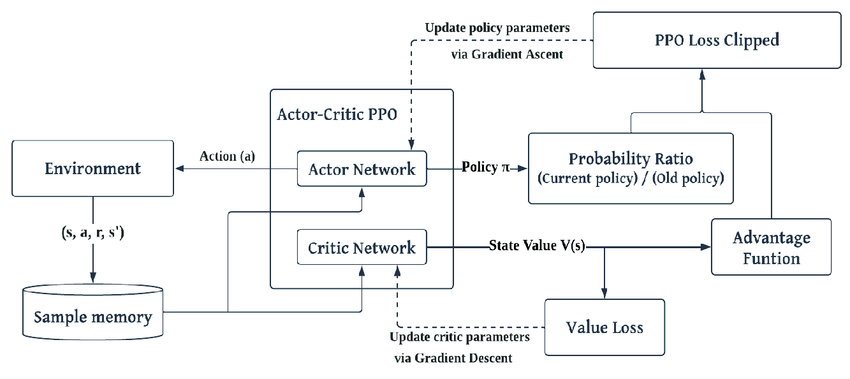 Update policy parameters
via Gradient Ascent
PPO Loss Clipped
Actor-Critic PPO
Environment
Action (a)
Actor Network
Policy π
Probability Ratio
(Current policy) / (Old policy)
(s, a, r, s')
Critic Network
State Value V(s)
Advantage
Funtion
Sample memory
Value Loss
Update critic parameters
via Gradient Descent